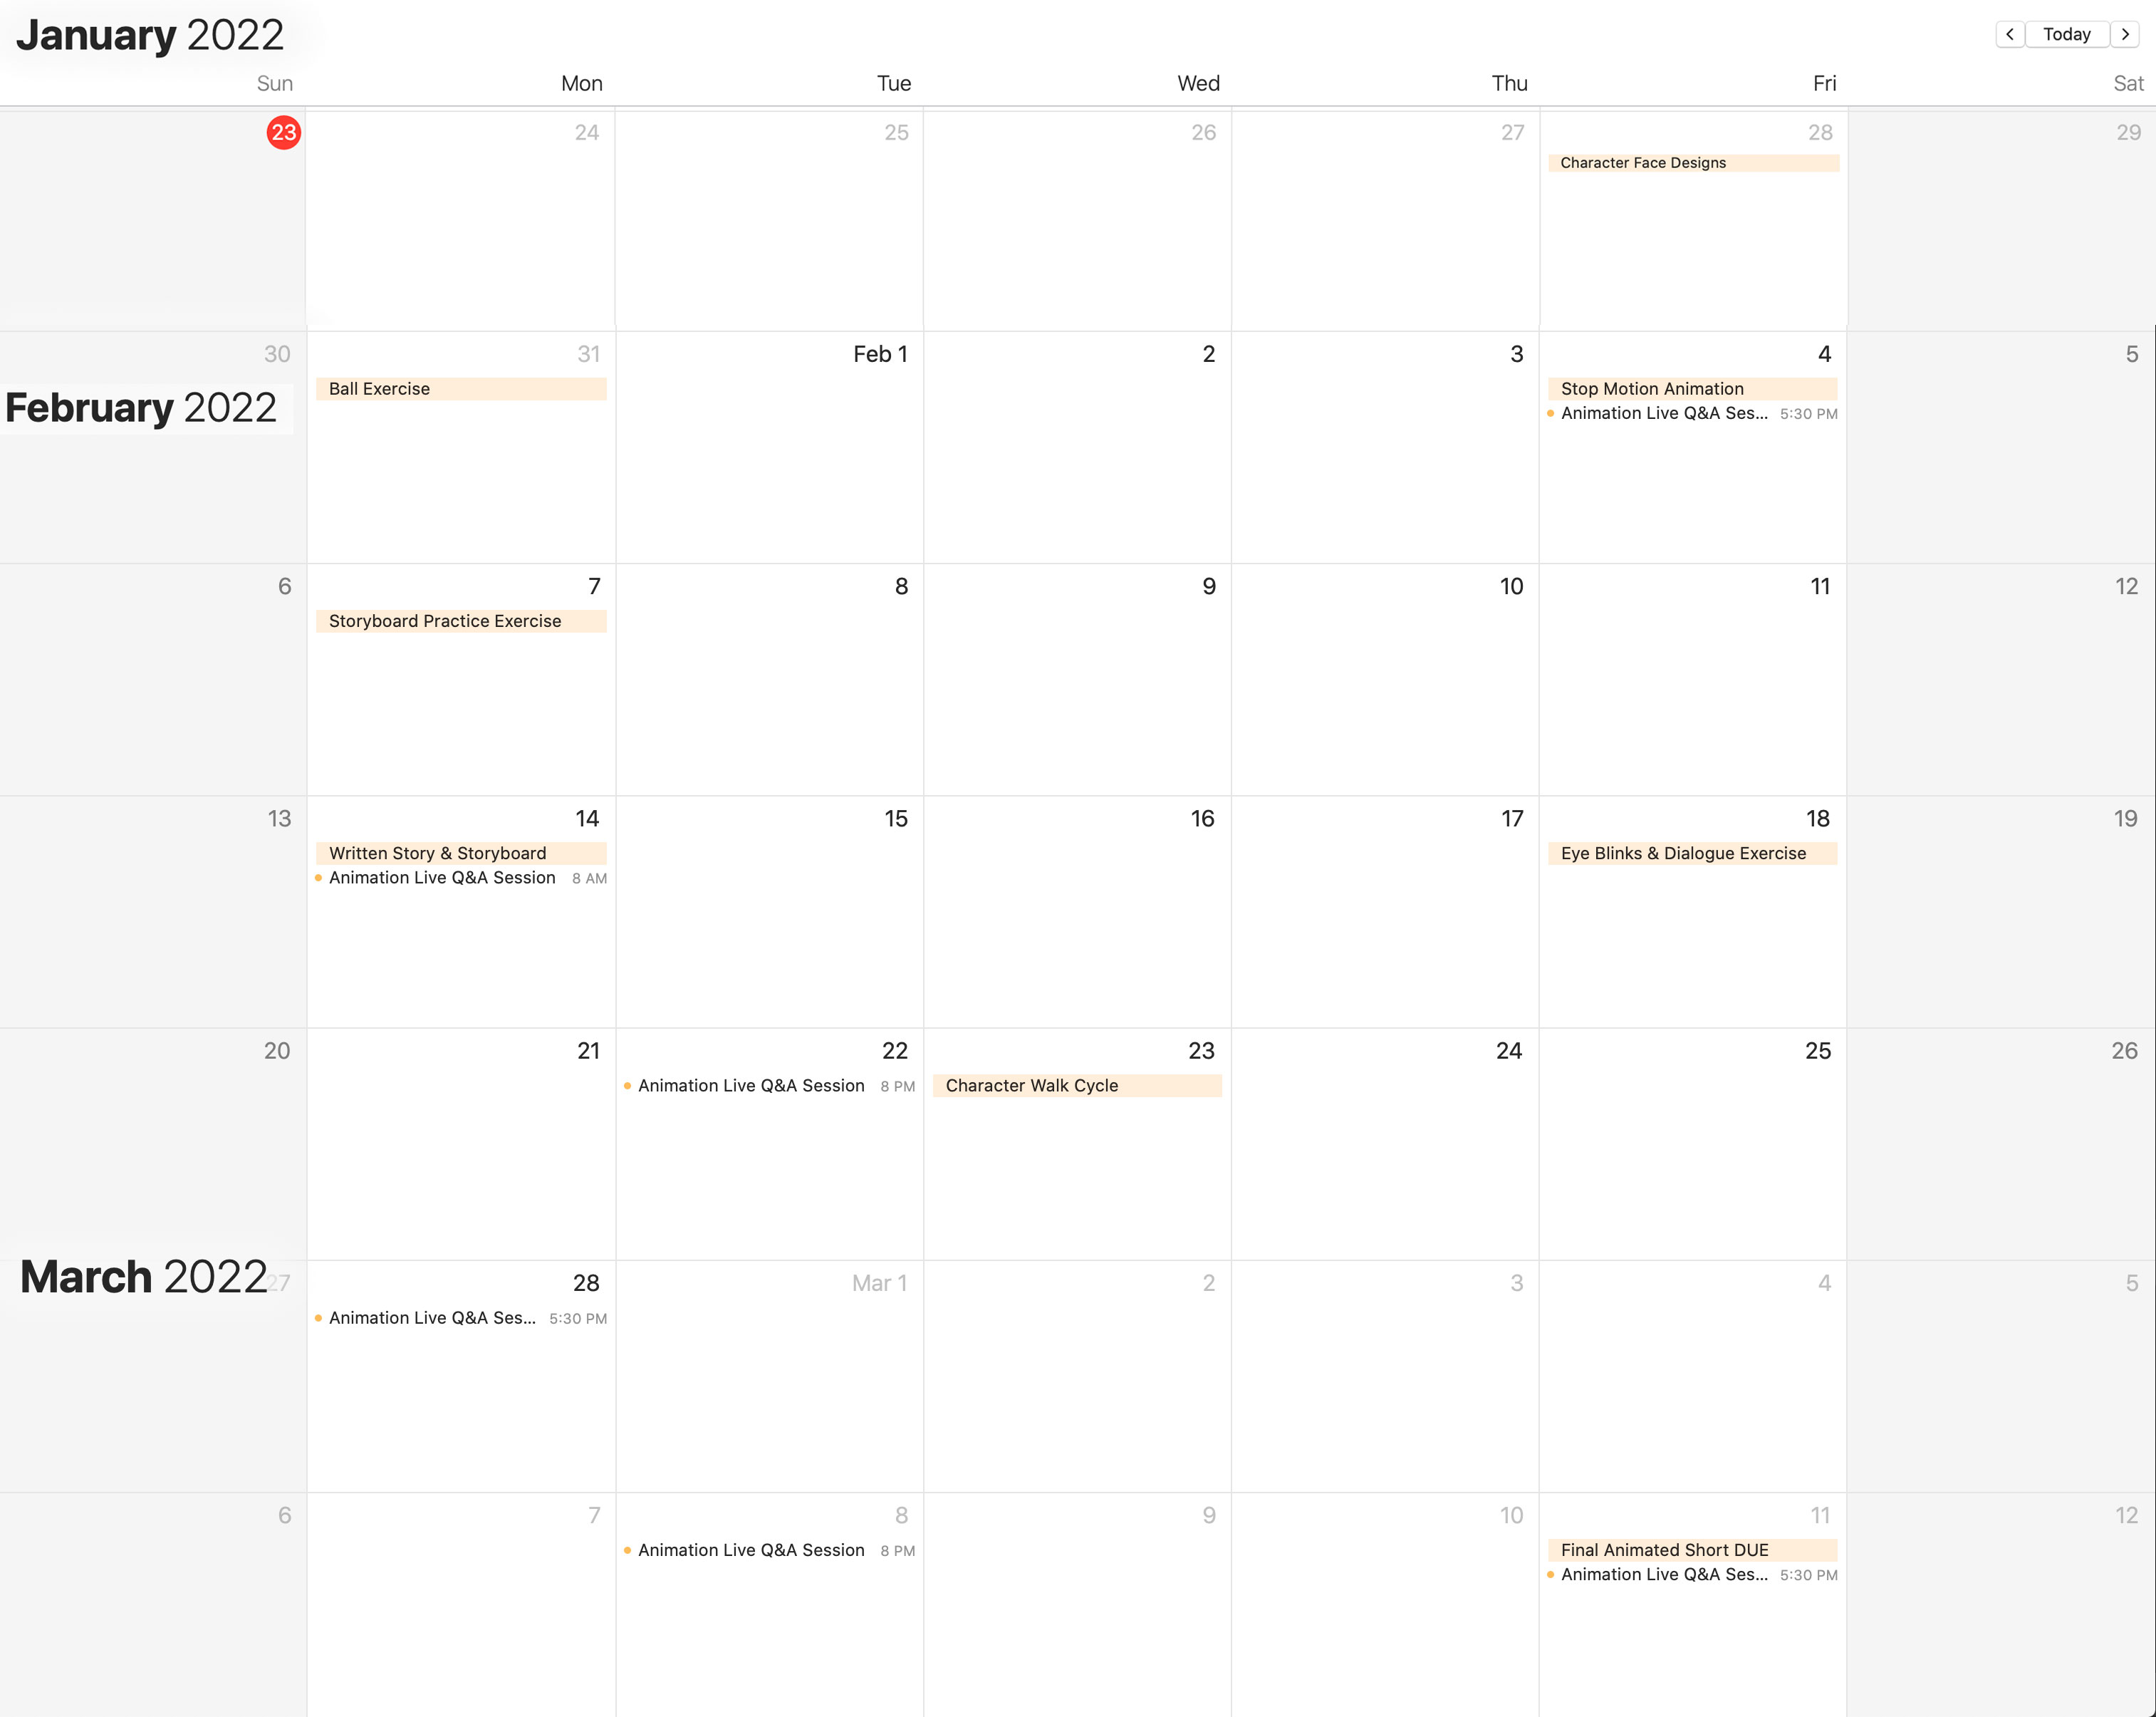 January 2022
Today
Sun Mon Tue Wed Thu Fri Sat
23 24 25 26 27 28 29
Character Face Designs
30 31 Feb 1 2 3 4 5
Ball Exercise
Stop Motion Animation
Animation Live Q&A Ses... 5:30 PM
February 2022
6 7 8 9 10 11 12
Storyboard Practice Exercise
13 14 15 16 17 18 19
Written Story & Storyboard
Animation Live Q&A Session 8 AM
Eye Blinks & Dialogue Exercise
20 21 22 23 24 25 26
Animation Live Q&A Session 8 PM
Character Walk Cycle
March 2022
27 28 Mar 1 2 3 4 5
Animation Live Q&A Ses... 5:30 PM
6 7 8 9 10 11 12
Animation Live Q&A Session 8 PM
Final Animated Short DUE
Animation Live Q&A Ses... 5:30 PM